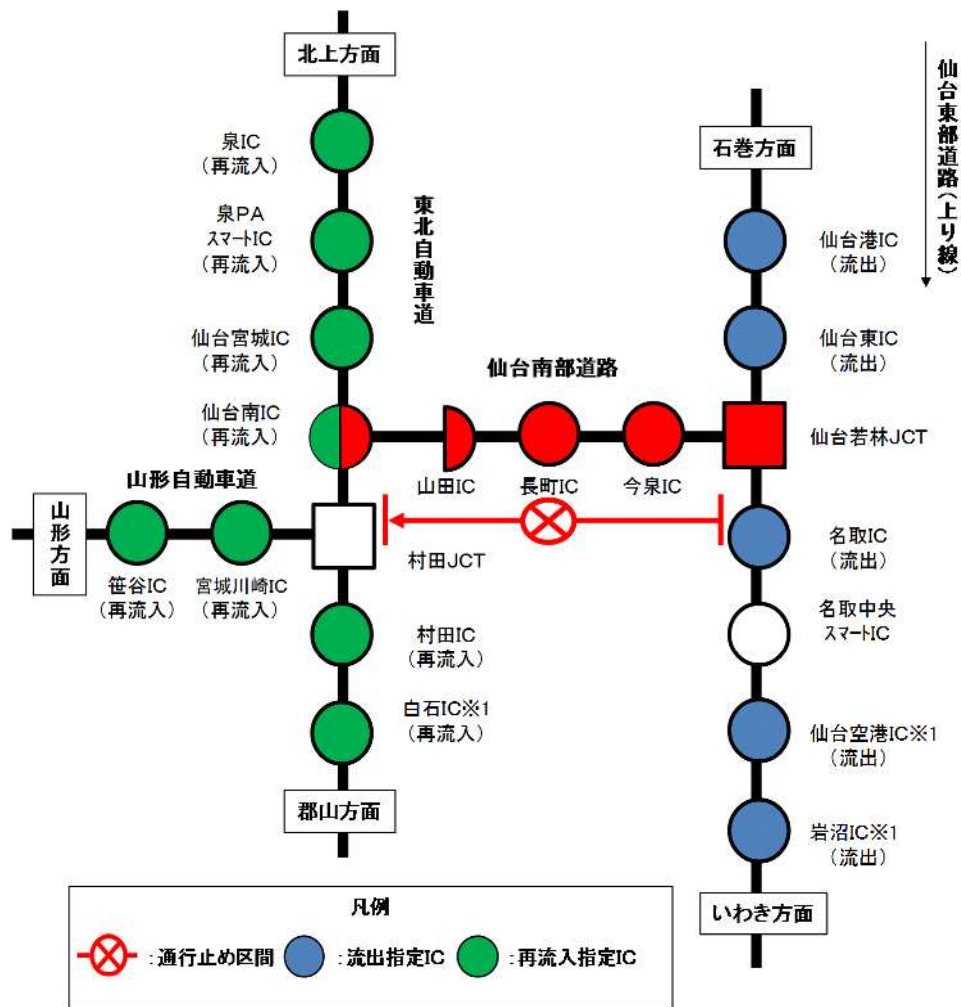 北上方面
泉IC
(再流入)
泉PA
スマートIC
(再流入)
東北自動車道
仙台宮城IC
(再流入)
仙台南IC
(再流入)
山形自動車道
山形方面
笹谷IC
(再流入)
宮城川崎IC
(再流入)
村田JCT
村田IC
(再流入)
白石IC※1
(再流入)
郡山方面
仙台南部道路
山田IC
長町IC
今泉IC
仙台東部道路(上り線)
石巻方面
仙台港IC
(流出)
仙台東IC
(流出)
仙台若林JCT
名取IC
(流出)
名取中央
スマートIC
仙台空港IC※1
(流出)
岩沼IC※1
(流出)
いわき方面
凡例
:通行止め区間
:流出指定IC
:再流入指定IC